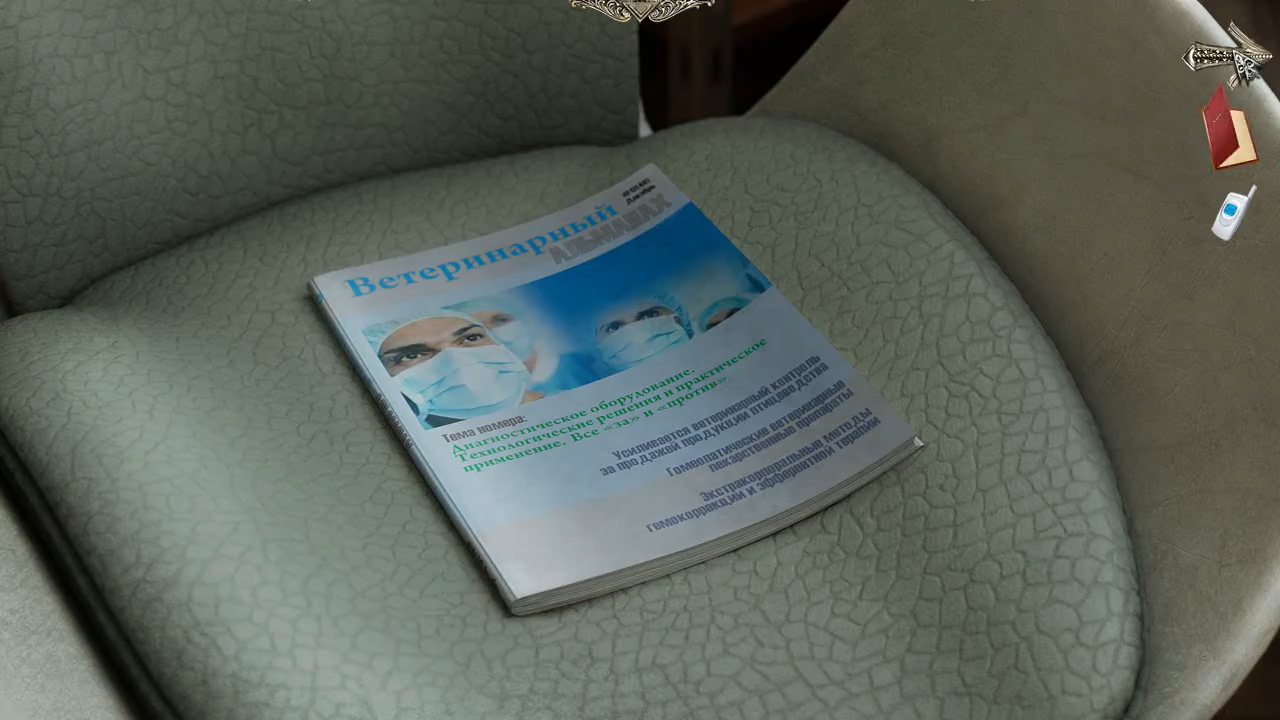 Декабрь
Ветеринарный
АЛЬМАНАХ
Тема номера:
Диагностическое оборудование.
Технологические решения и практическое
применение. Все «за» и «против»
Усиливается ветеринарный контроль
за продажей продукции птицеводства
Гомеопатические ветеринарные
лекарственные препараты
Экстракорпоральные методы
гемокоррекции и эфферентной терапии